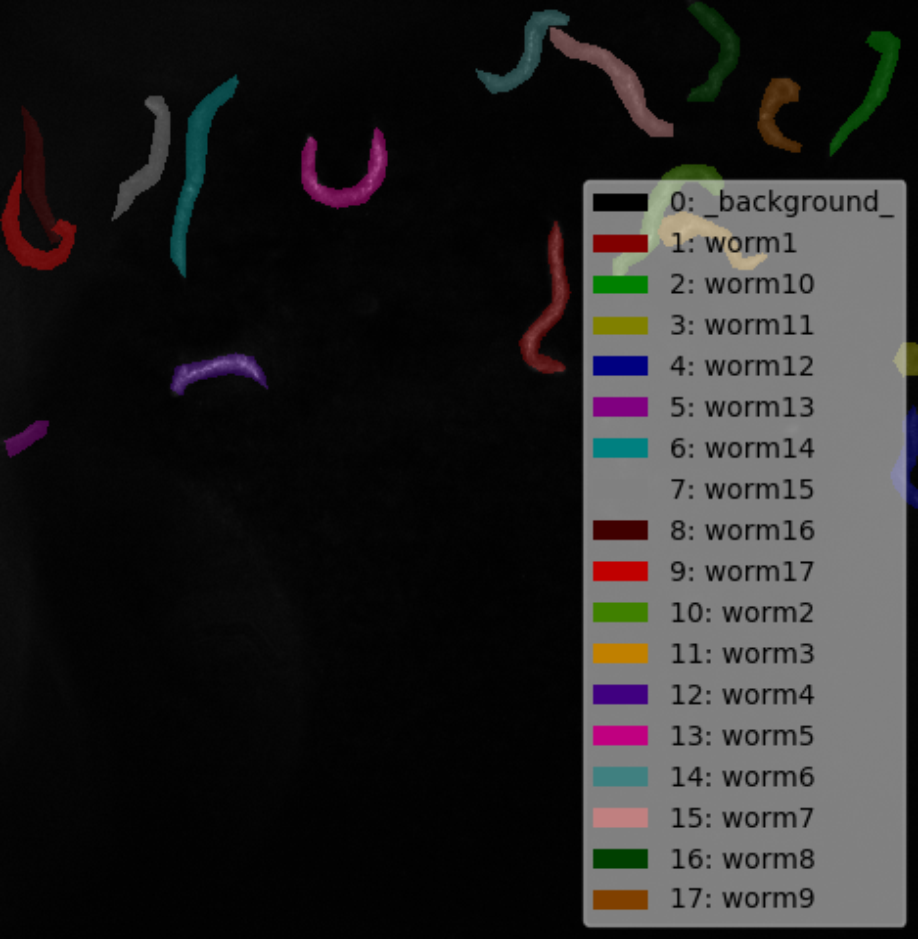 0: _background_
1: worm1
2: worm10
3: worm11
4: worm12
5: worm13
6: worm14
7: worm15
8: worm16
9: worm17
10: worm2
11: worm3
12: worm4
13: worm5
14: worm6
15: worm7
16: worm8
17: worm9